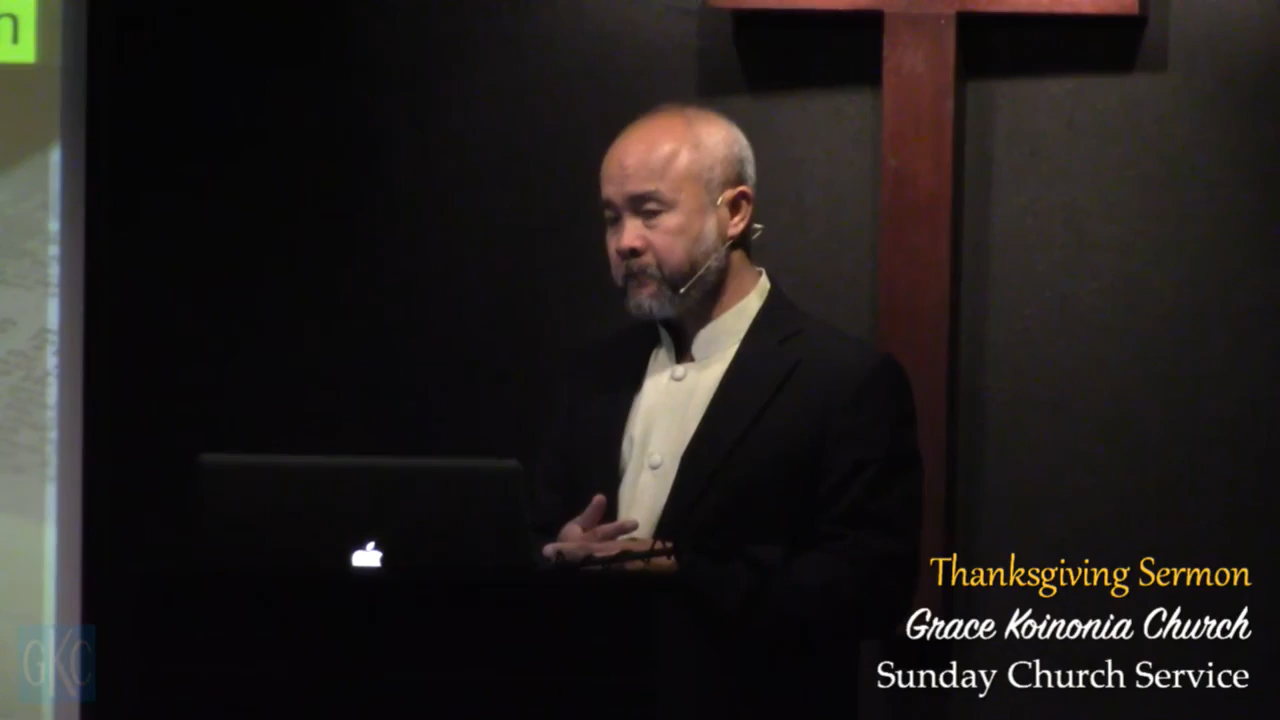 n
GKC
Thanksgiving Sermon
Grace Koinonia Church
Sunday Church Service